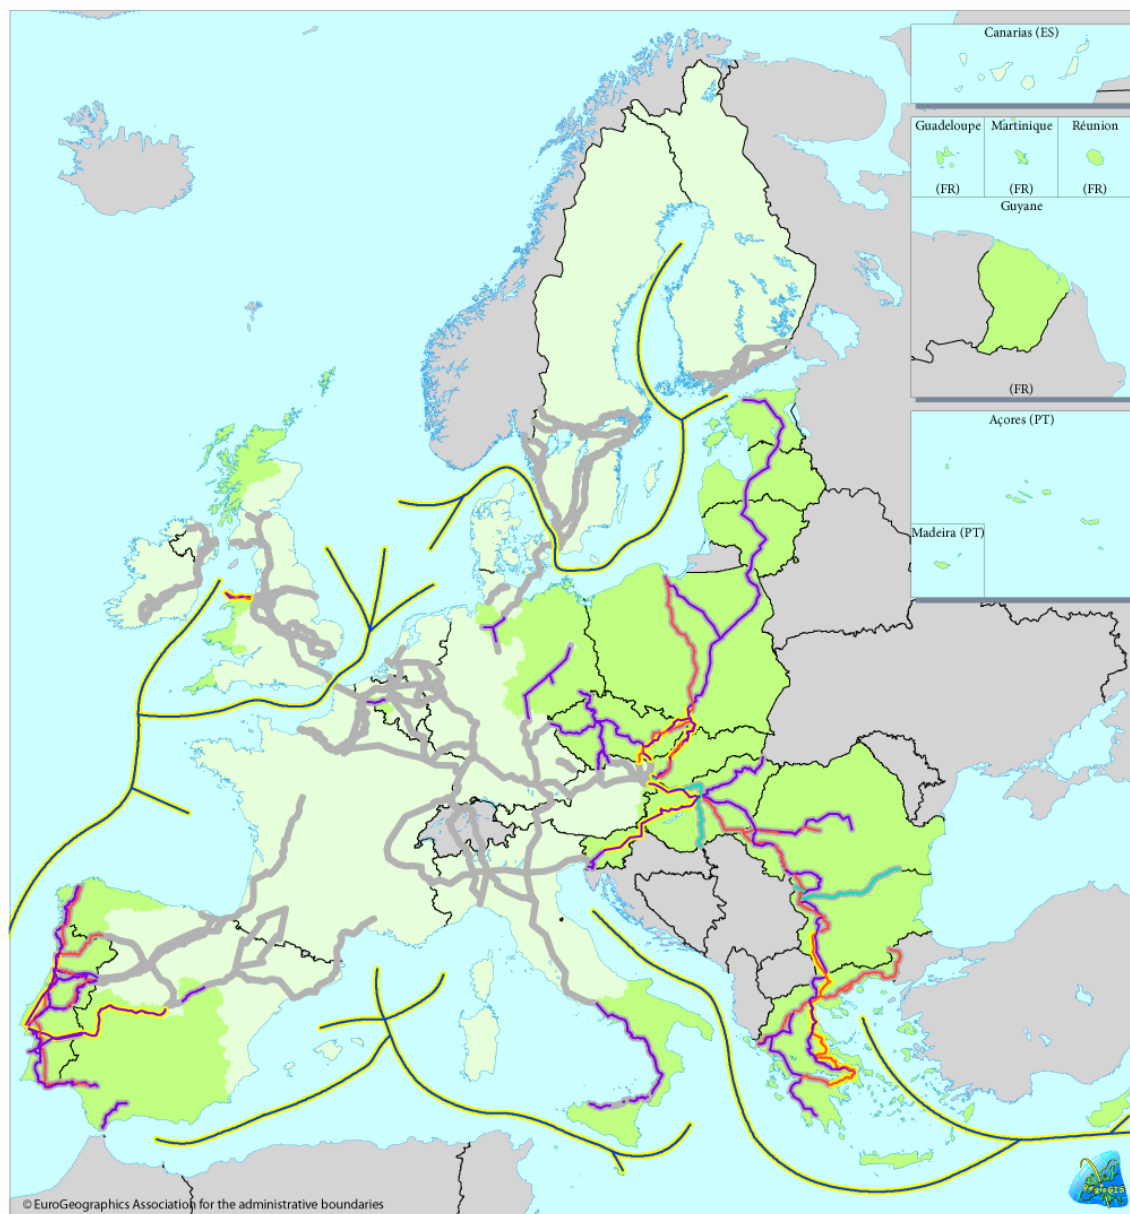 Canarias (ES)
Guadeloupe
Martinique
Réunion
(FR)
(FR)
(FR)
Guyane
(FR)
Açores (PT)
Madeira (PT)
© EuroGeographics Association for the administrative boundaries
RegioGIS